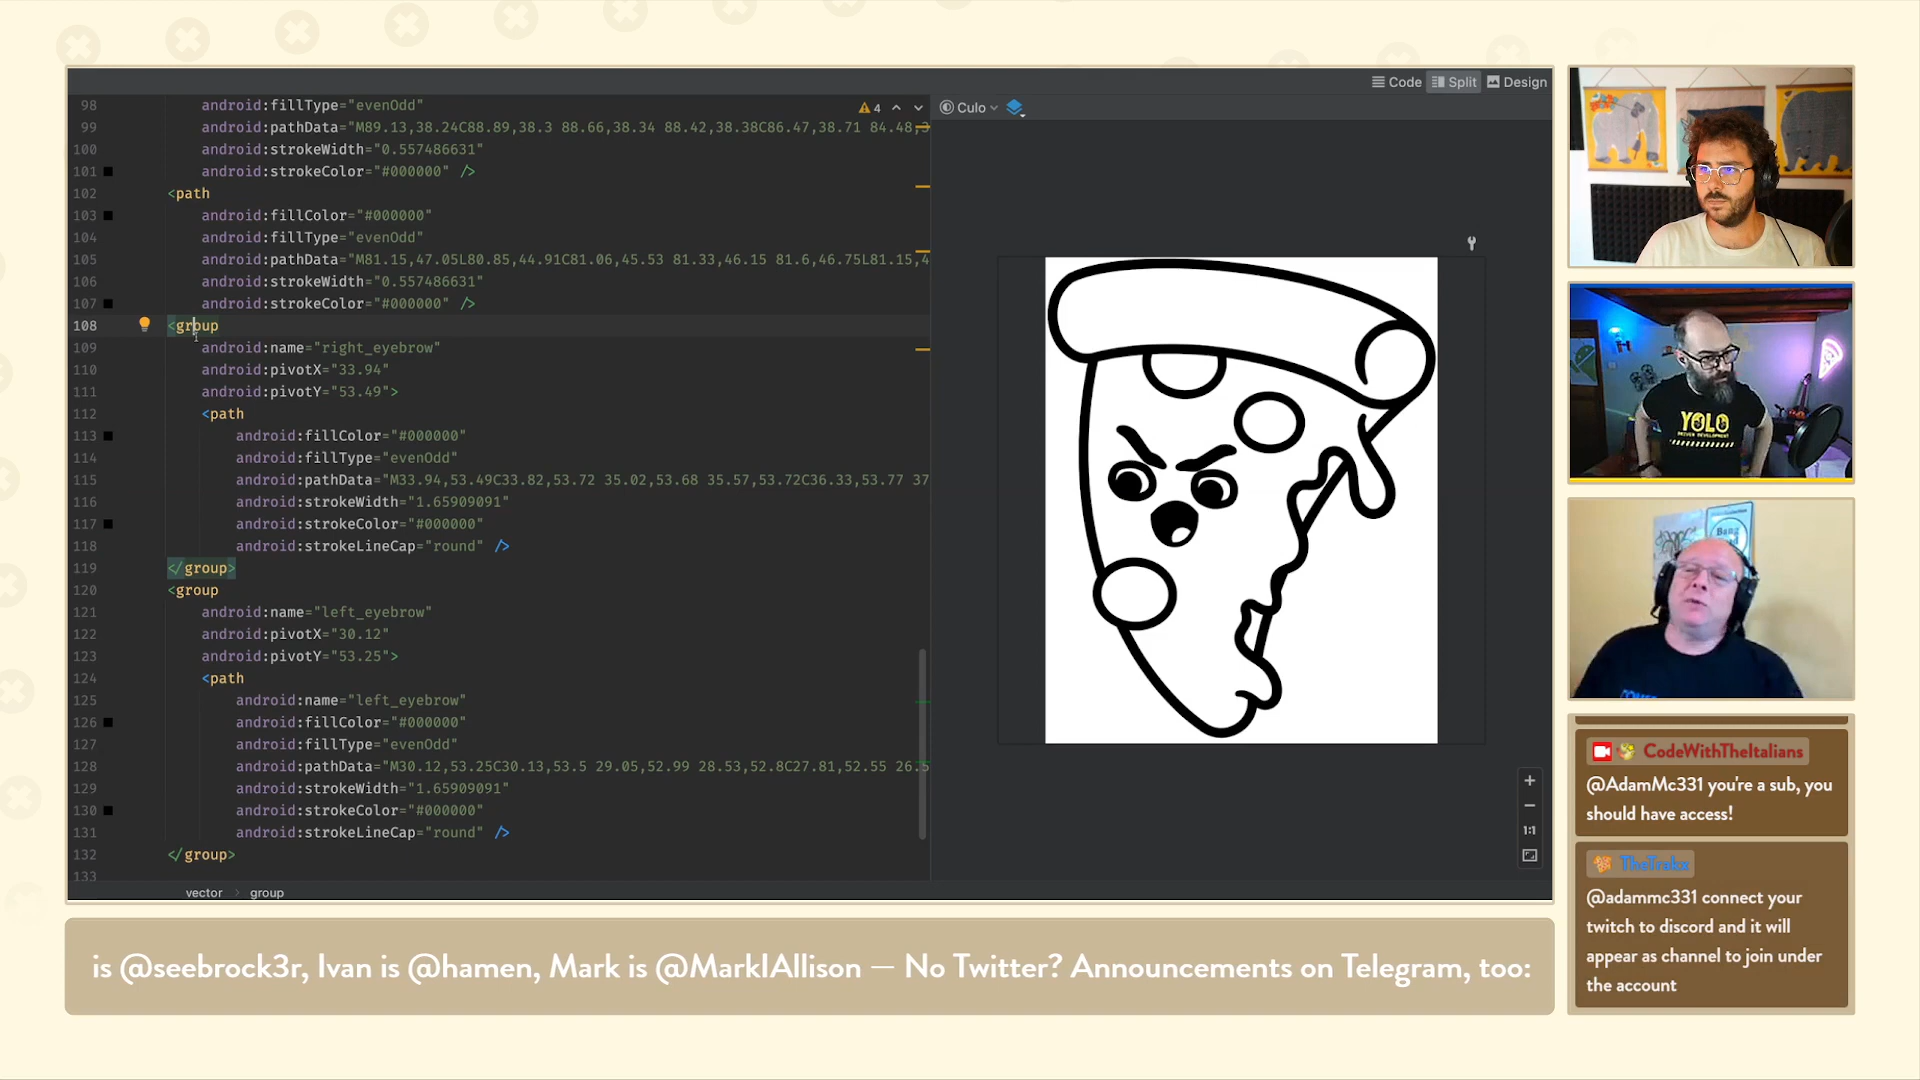 Code Split Design
98 android:fillType="evenOdd"
99 android:pathData="M89.13,38.24C88.89,38.3 88.66,38.34 88.42,38.38C86.47,38.71 84.48,3
100 android:strokeWidth="0.557486631"
101 android:strokeColor="#000000" />
102 <path
103 android:fillColor="#000000"
104 android:fillType="evenOdd"
105 android:pathData="M81.15,47.05L80.85,44.91C81.06,45.53 81.33,46.15 81.6,46.75L81.15,4
106 android:strokeWidth="0.557486631"
107 android:strokeColor="#000000" />
108 <group
109 android:name="right_eyebrow"
110 android:pivotX="33.94"
111 android:pivotY="53.49">
112 <path
113 android:fillColor="#000000"
114 android:fillType="evenOdd"
115 android:pathData="M33.94,53.49C33.82,53.72 35.02,53.68 35.57,53.72C36.33,53.77 37
116 android:strokeWidth="1.65909091"
117 android:strokeColor="#000000"
118 android:strokeLineCap="round" />
119 </group>
120 <group
121 android:name="left_eyebrow"
122 android:pivotX="30.12"
123 android:pivotY="53.25">
124 <path
125 android:name="left_eyebrow"
126 android:fillColor="#000000"
127 android:fillType="evenOdd"
128 android:pathData="M30.12,53.25C30.13,53.5 29.05,52.99 28.53,52.8C27.81,52.55 26.5
129 android:strokeWidth="1.65909091"
130 android:strokeColor="#000000"
131 android:strokeLineCap="round" />
132 </group>
133
vector > group
4
Culo
1:1
YOLO
DRIVEN DEVELOPMENT
CodeWithTheItalians
@AdamMc331 you're a sub, you
should have access!
TheTrakz
@adammc331 connect your
twitch to discord and it will
appear as channel to join under
the account
is @seebrock3r, Ivan is @hamen, Mark is @MarkIAllison — No Twitter? Announcements on Telegram, too: